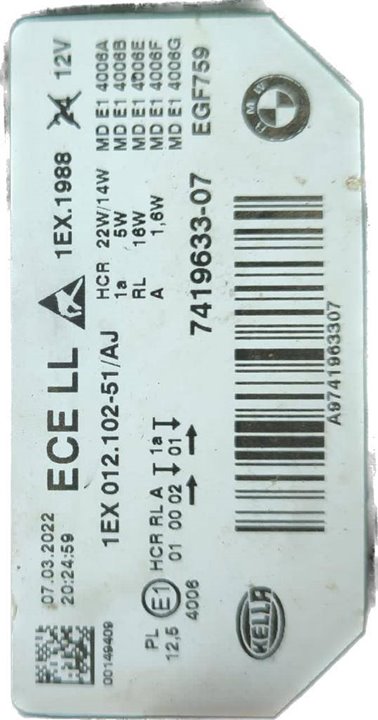 07.03.2022
20:24:59
00149409
ECE LL
1EX.1988 24 12V
1EX 012.102-51/AJ
HCR 22W/14W MD E1 4006A
1a 5W MD E1 4006B
RL 16W MD E1 4006E
A 1,6W MD E1 4006F
MD E1 4006G
7419633-07 EGF759
PL E1 HCR RL A 1a
12,5 01 00 02 01
4006
HELLA
A9741963307
BMW